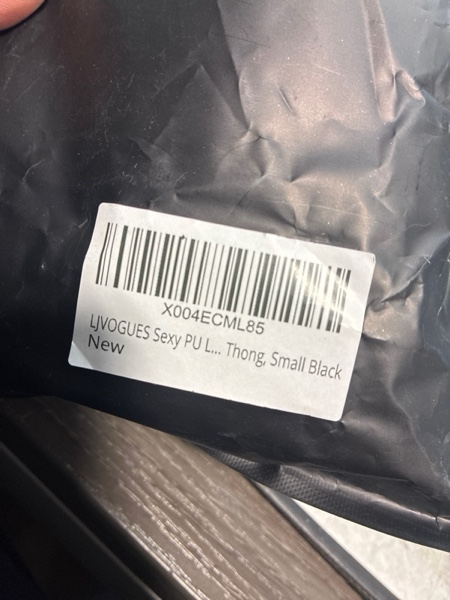 X004ECML85
LJVOGUES Sexy PU L... Thong, Small Black
New